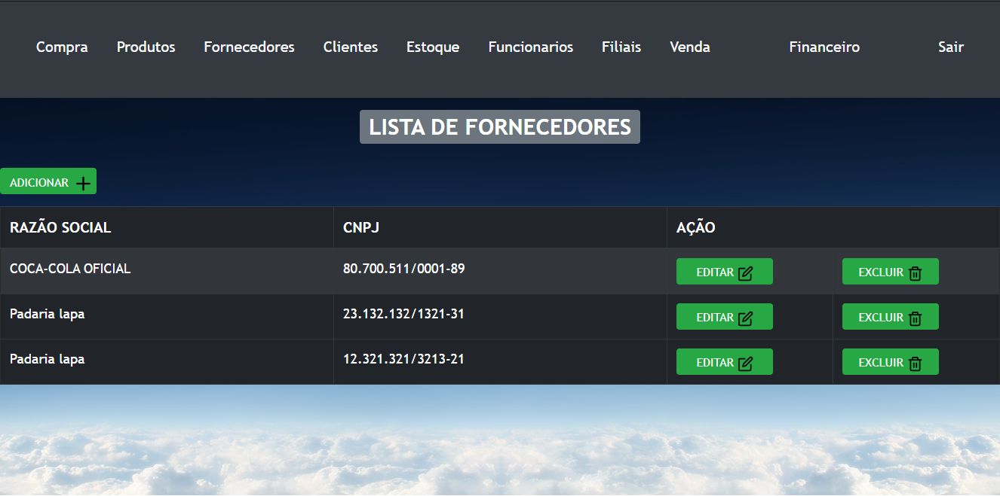 Compra Produtos Fornecedores Clientes Estoque Funcionarios Filiais Venda Financeiro Sair
LISTA DE FORNECEDORES
ADICIONAR
RAZÃO SOCIAL CNPJ AÇÃO
COCA-COLA OFICIAL 80.700.511/0001-89 EDITAR EXCLUIR
Padaria lapa 23.132.132/1321-31 EDITAR EXCLUIR
Padaria lapa 12.321.321/3213-21 EDITAR EXCLUIR